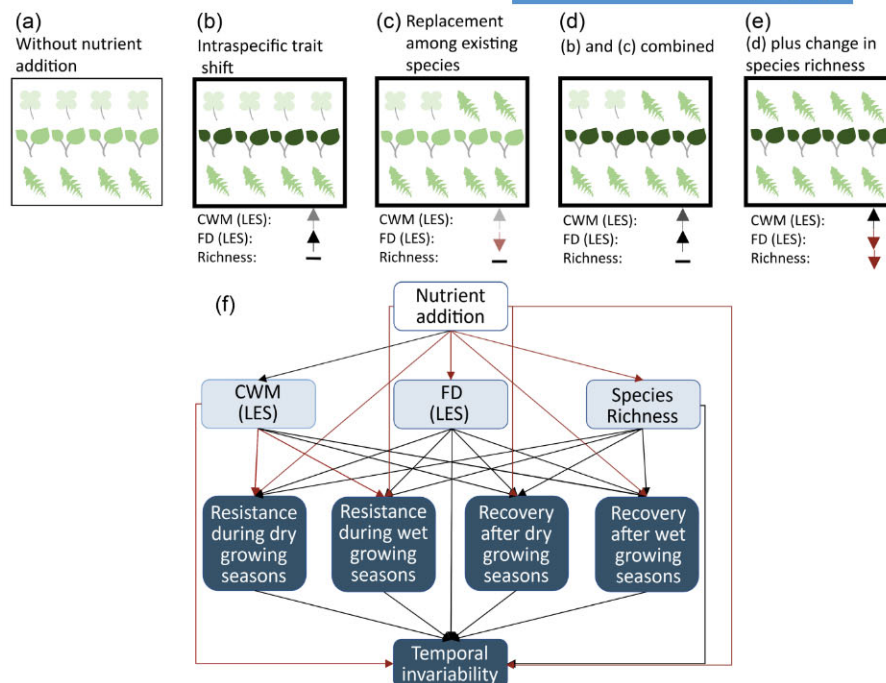 (a)
Without nutrient
addition
(b)
Intraspecific trait
shift
CWM (LES):
FD (LES):
Richness:
(c)
Replacement
among existing
species
CWM (LES):
FD (LES):
Richness:
(d)
(b) and (c) combined
CWM (LES):
FD (LES):
Richness:
(e)
(d) plus change in
species richness
CWM (LES):
FD (LES):
Richness:
(f)
Nutrient
addition
CWM
(LES)
FD
(LES)
Species
Richness
Resistance
during dry
growing
seasons
Resistance
during wet
growing
seasons
Recovery
after dry
growing
seasons
Recovery
after wet
growing
seasons
Temporal
invariability